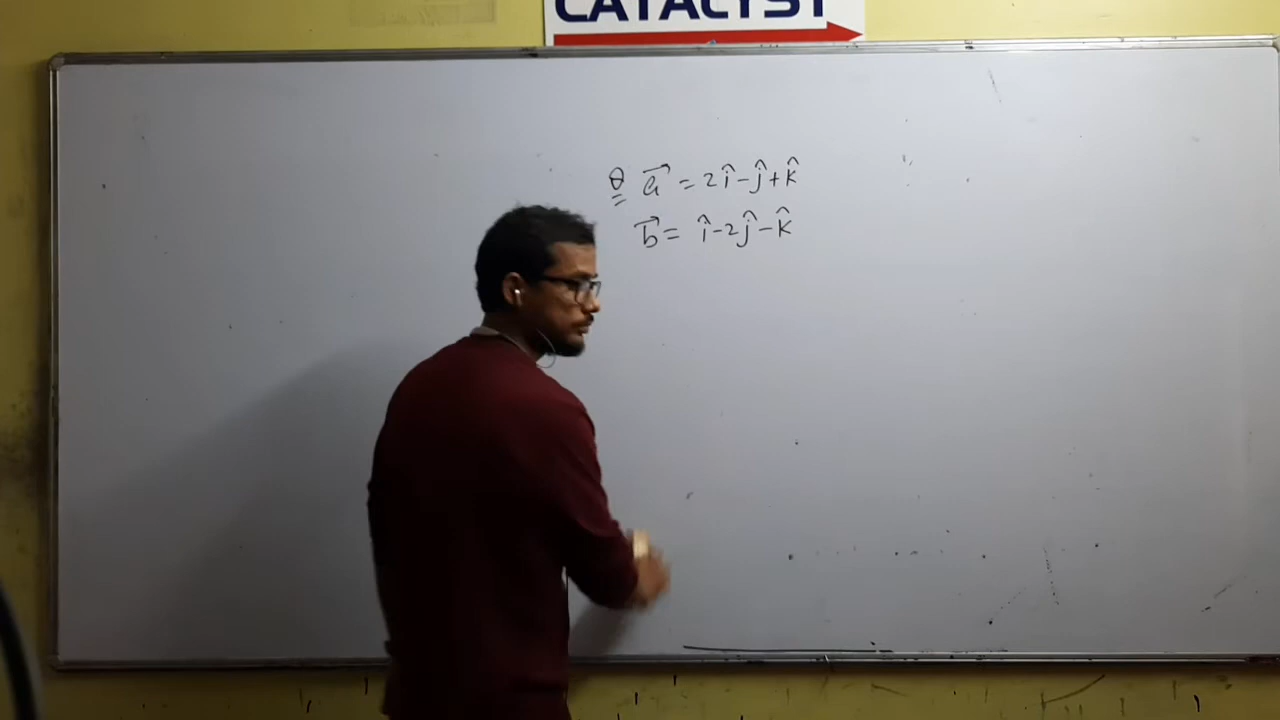 CATALYST
Q a⃗ = 2î-ĵ+k̂
b⃗ = î-2ĵ-k̂